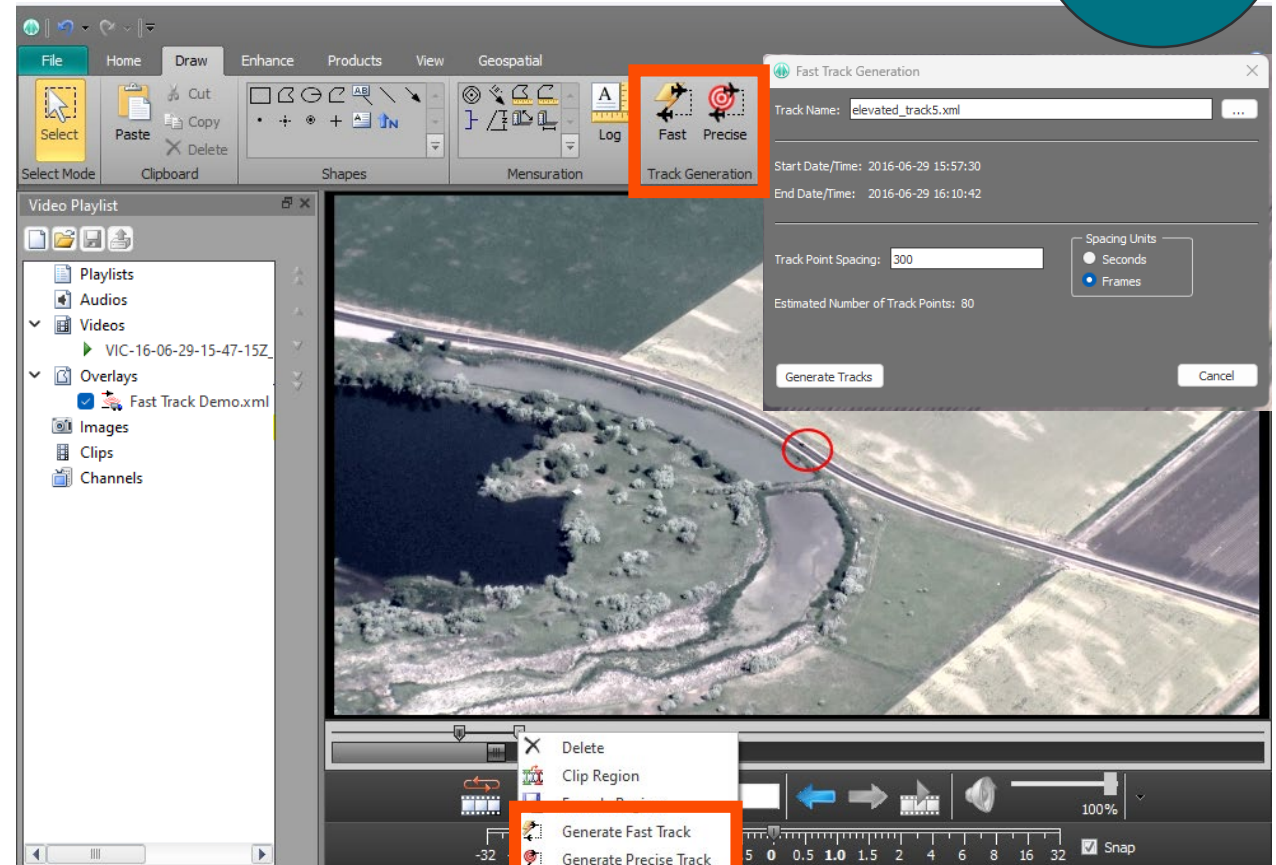 File Home Draw Enhance Products View Geospatial
Select
Paste
Cut
Copy
Delete
AB
N
A
Log
Fast Precise
Select Mode Clipboard Shapes Mensuration Track Generation
Fast Track Generation
Track Name: elevated_track5.xml ...
Start Date/Time: 2016-06-29 15:57:30
End Date/Time: 2016-06-29 16:10:42
Spacing Units
Track Point Spacing: 300 Seconds
Frames
Estimated Number of Track Points: 80
Generate Tracks Cancel
Video Playlist
Playlists
Audios
Videos
VIC-16-06-29-15-47-15Z_
Overlays
Fast Track Demo.xml
Images
Clips
Channels
Delete
Clip Region
Generate Fast Track
Generate Precise Track
100%
-32 .5 0 0.5 1.0 1.5 2 4 6 8 16 32 Snap